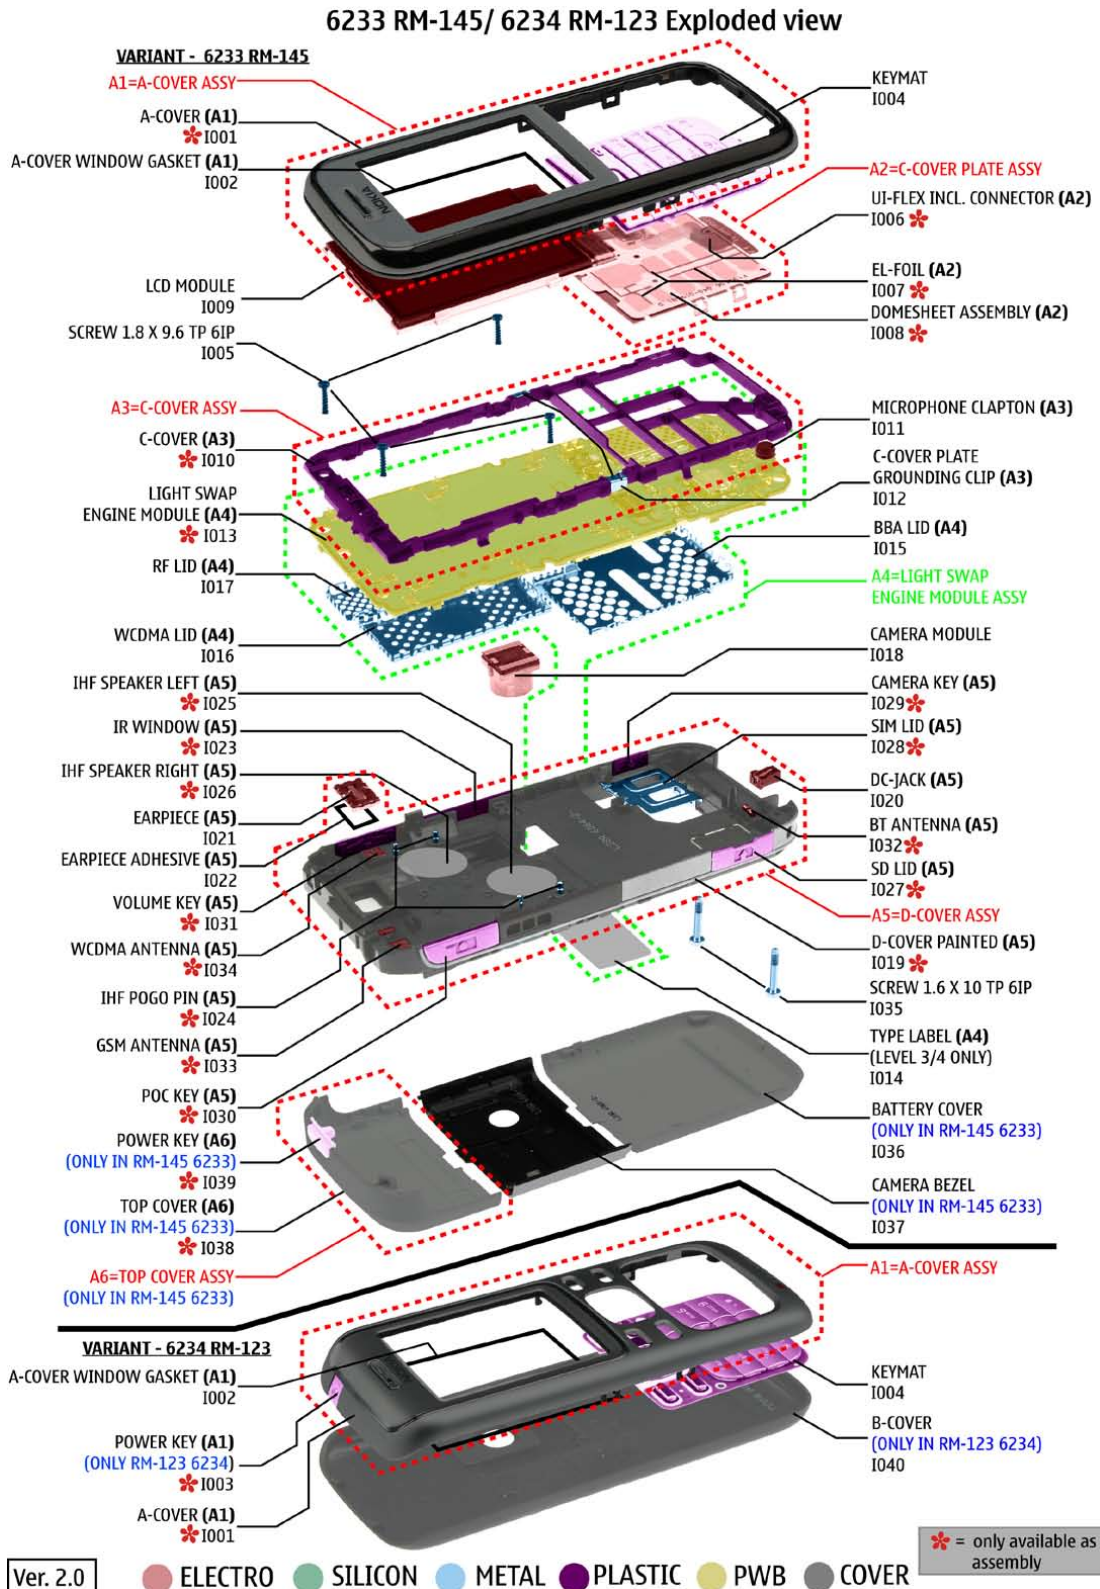 6233 RM-145/ 6234 RM-123 Exploded view
VARIANT - 6233 RM-145
A1=A-COVER ASSY
A-COVER (A1)
I001
A-COVER WINDOW GASKET (A1)
I002
KEYMAT
I004
A2=C-COVER PLATE ASSY
UI-FLEX INCL. CONNECTOR (A2)
I006
EL-FOIL (A2)
I007
DOMESHEET ASSEMBLY (A2)
I008
NOKIA
LCD MODULE
I009
SCREW 1.8 X 9.6 TP 6IP
I005
A3=C-COVER ASSY
C-COVER (A3)
I010
LIGHT SWAP
ENGINE MODULE (A4)
I013
RF LID (A4)
I017
WCDMA LID (A4)
I016
MICROPHONE CLAPTON (A3)
I011
C-COVER PLATE
GROUNDING CLIP (A3)
I012
BBA LID (A4)
I015
A4=LIGHT SWAP
ENGINE MODULE ASSY
CAMERA MODULE
I018
IHF SPEAKER LEFT (A5)
I025
IR WINDOW (A5)
I023
IHF SPEAKER RIGHT (A5)
I026
EARPIECE (A5)
I021
EARPIECE ADHESIVE (A5)
I022
VOLUME KEY (A5)
I031
WCDMA ANTENNA (A5)
I034
IHF POGO PIN (A5)
I024
GSM ANTENNA (A5)
I033
POC KEY (A5)
I030
CAMERA KEY (A5)
I029
SIM LID (A5)
I028
DC-JACK (A5)
I020
BT ANTENNA (A5)
I032
SD LID (A5)
I027
A5=D-COVER ASSY
D-COVER PAINTED (A5)
I019
SCREW 1.6 X 10 TP 6IP
I035
TYPE LABEL (A4)
(LEVEL 3/4 ONLY)
I014
POWER KEY (A6)
(ONLY IN RM-145 6233)
I039
TOP COVER (A6)
(ONLY IN RM-145 6233)
I038
A6=TOP COVER ASSY
(ONLY IN RM-145 6233)
BATTERY COVER
(ONLY IN RM-145 6233)
I036
CAMERA BEZEL
(ONLY IN RM-145 6233)
I037
A1=A-COVER ASSY
VARIANT - 6234 RM-123
A-COVER WINDOW GASKET (A1)
I002
POWER KEY (A1)
(ONLY RM-123 6234)
I003
A-COVER (A1)
I001
KEYMAT
I004
B-COVER
(ONLY IN RM-123 6234)
I040
= only available as
assembly
Ver. 2.0
ELECTRO SILICON METAL PLASTIC PWB COVER